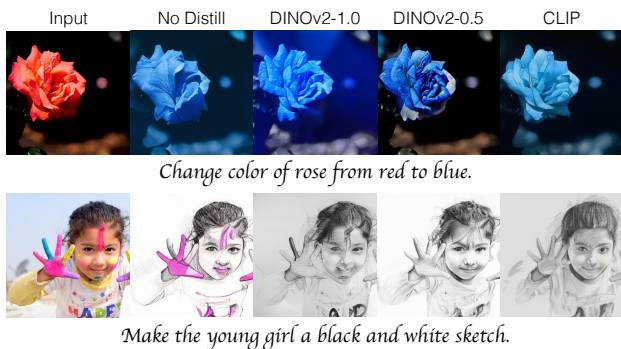 Input No Distill DINOv2-1.0 DINOv2-0.5 CLIP
Change color of rose from red to blue.
Make the young girl a black and white sketch.